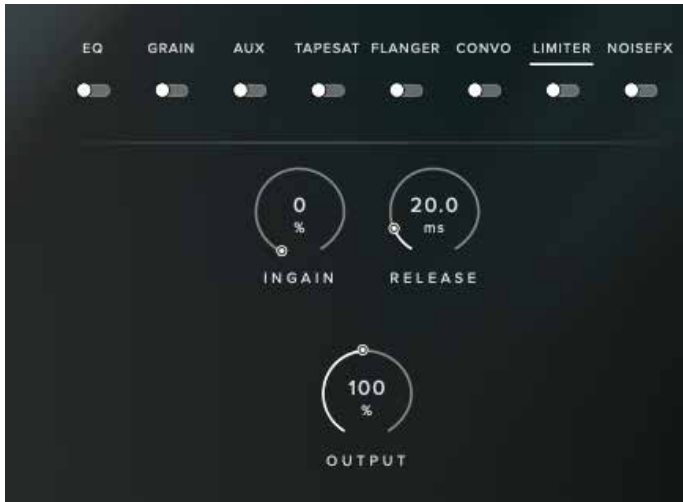 EQ GRAIN AUX TAPESAT FLANGER CONVO LIMITER NOISEFX
0 20.0
% ms
INGAIN RELEASE
100
%
OUTPUT